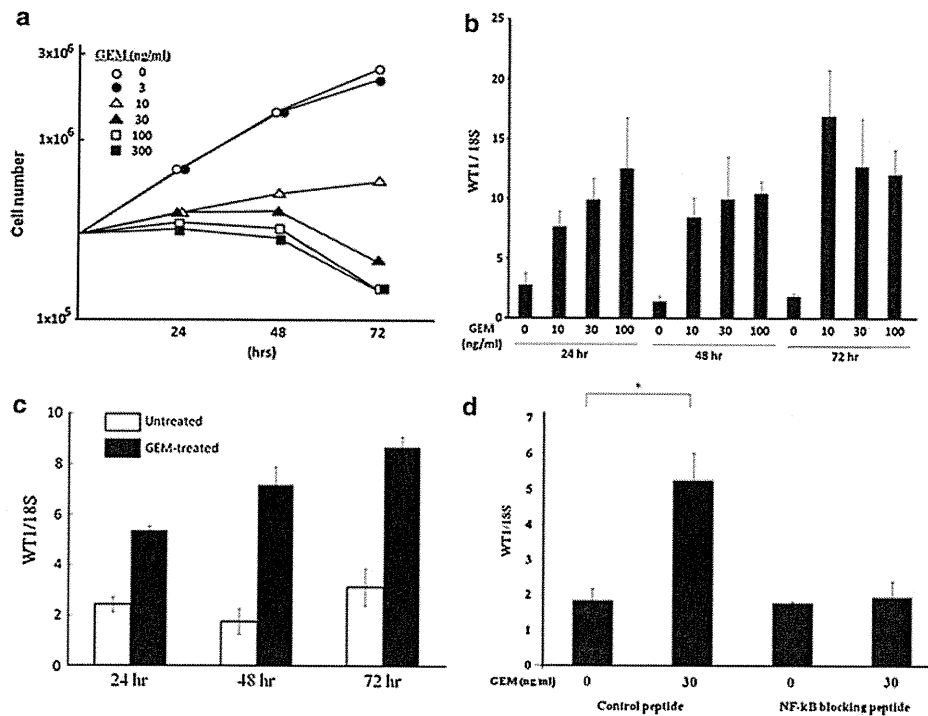 a
GEM (ng/ml)
0
3
10
30
100
300
3x10⁶
1x10⁶
1x10⁵
Cell number
24 48 72
(hrs)
b
25
20
15
10
5
0
WT1 / 18S
GEM
(ng/ml)
0 10 30 100 0 10 30 100 0 10 30 100
24 hr 48 hr 72 hr
c
Untreated
GEM-treated
10
8
6
4
2
0
WT1/18S
24 hr 48 hr 72 hr
d
*
7
6
5
4
3
2
1
0
WT1/18S
GEM (ng/ml) 0 30 0 30
Control peptide NF-kB blocking peptide